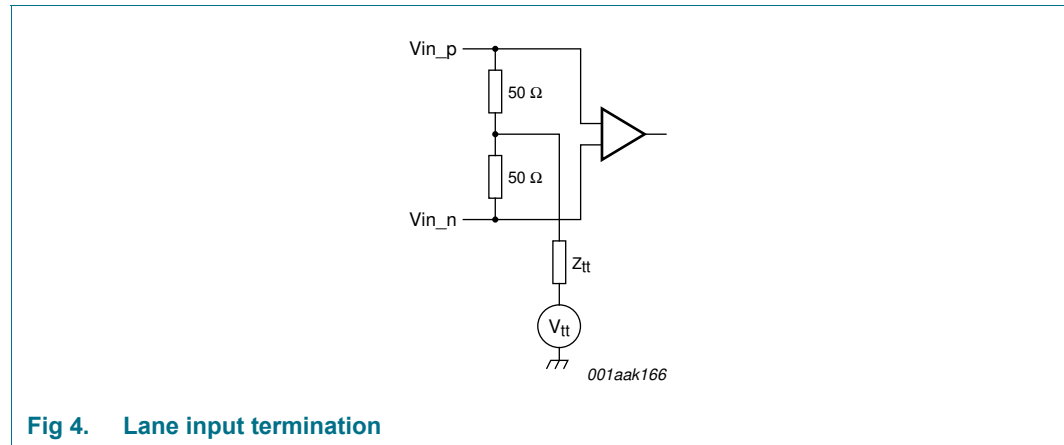 Vin_p
50 Ω
50 Ω
Vin_n
Ztt
Vtt
001aak166
Fig 4. Lane input termination